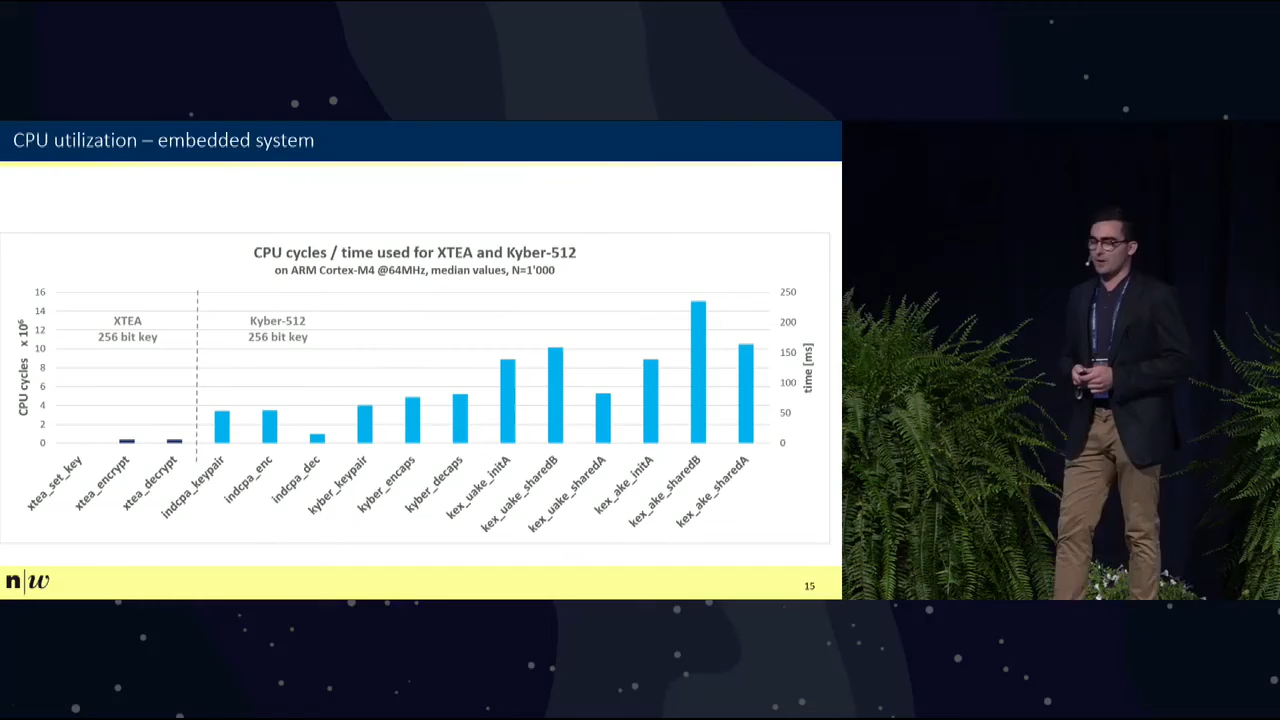 CPU utilization – embedded system
CPU cycles / time used for XTEA and Kyber-512
on ARM Cortex-M4 @64MHz, median values, N=1'000
XTEA
256 bit key
Kyber-512
256 bit key
CPU cycles x 10⁶
16
14
12
10
8
6
4
2
0
250
200
150
100
50
0
time [ms]
xtea_set_key
xtea_encrypt
xtea_decrypt
indcpa_keypair
indcpa_enc
indcpa_dec
kyber_keypair
kyber_encaps
kyber_decaps
kex_uake_initA
kex_uake_sharedB
kex_uake_sharedA
kex_ake_initA
kex_ake_sharedB
kex_ake_sharedA
n|w
15